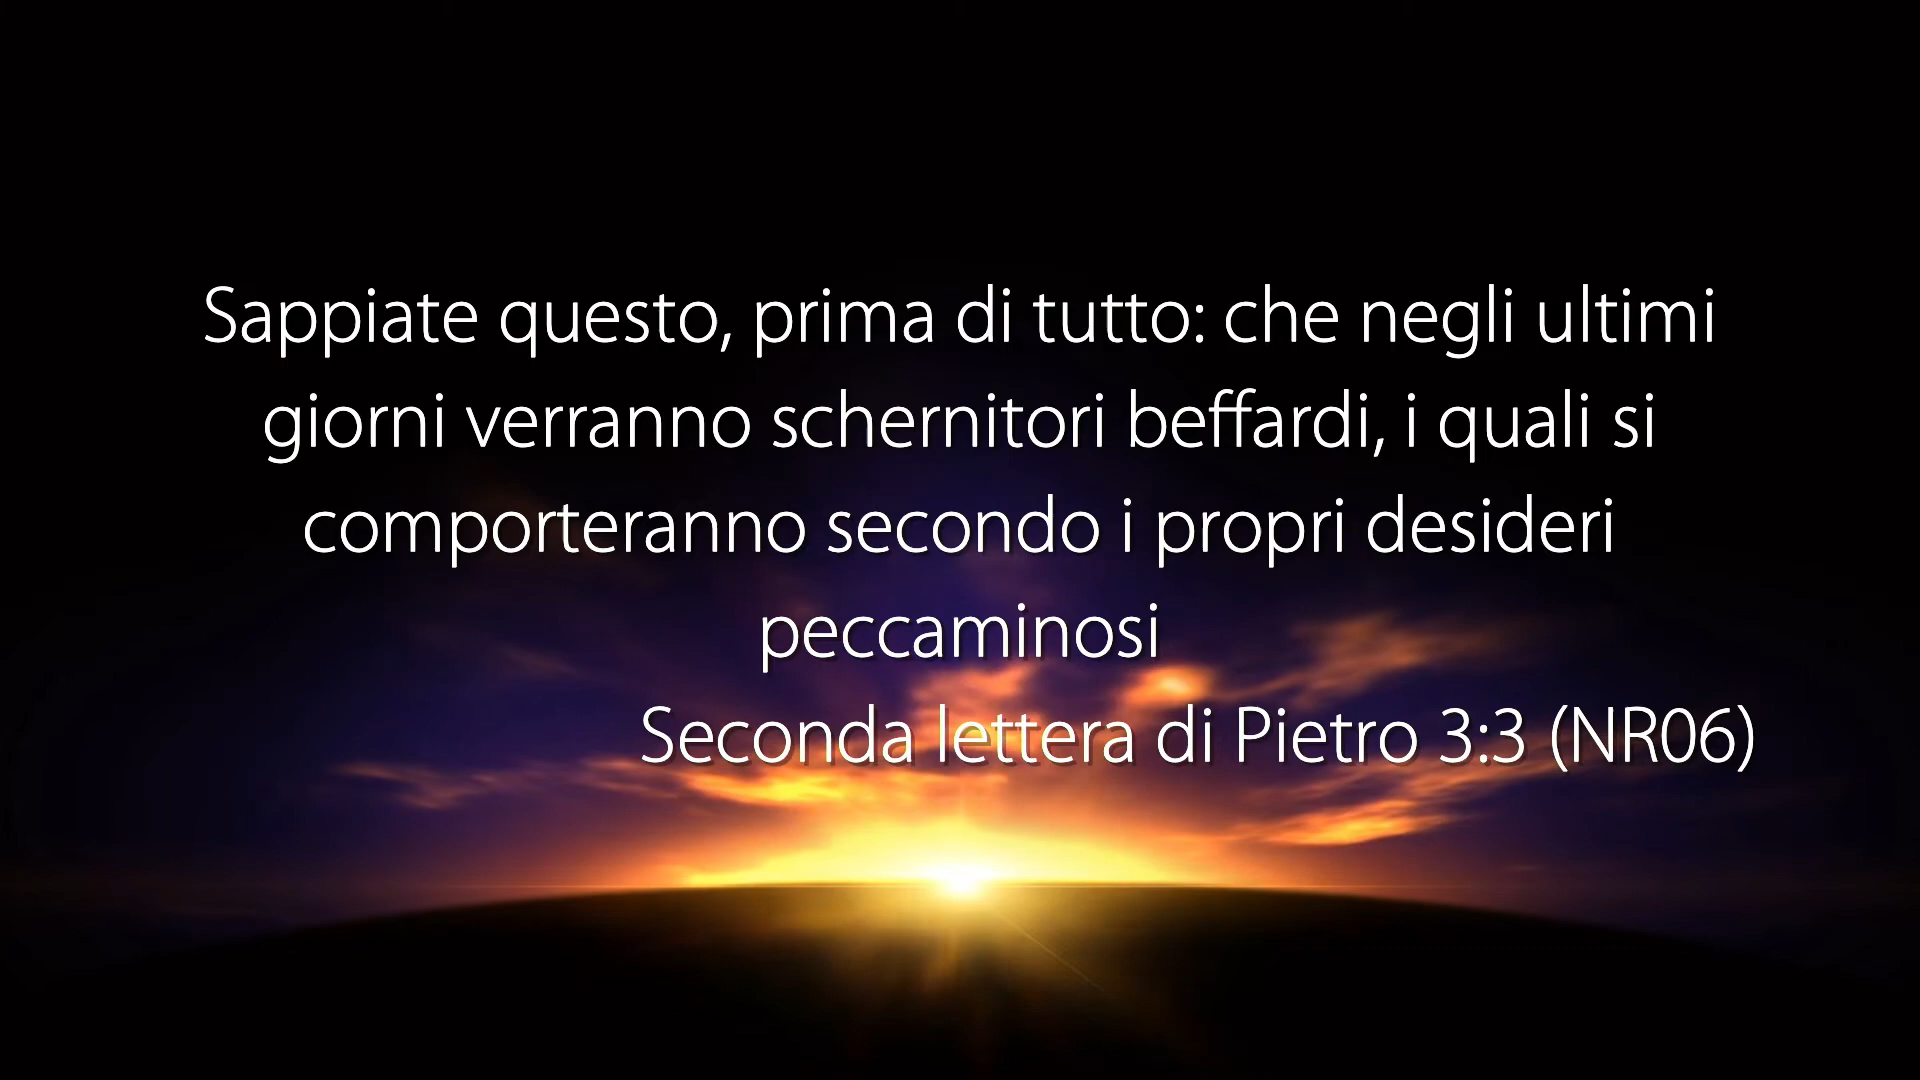 Sappiate questo, prima di tutto: che negli ultimi
giorni verranno schernitori beffardi, i quali si
comporteranno secondo i propri desideri
peccaminosi
Seconda lettera di Pietro 3:3 (NR06)